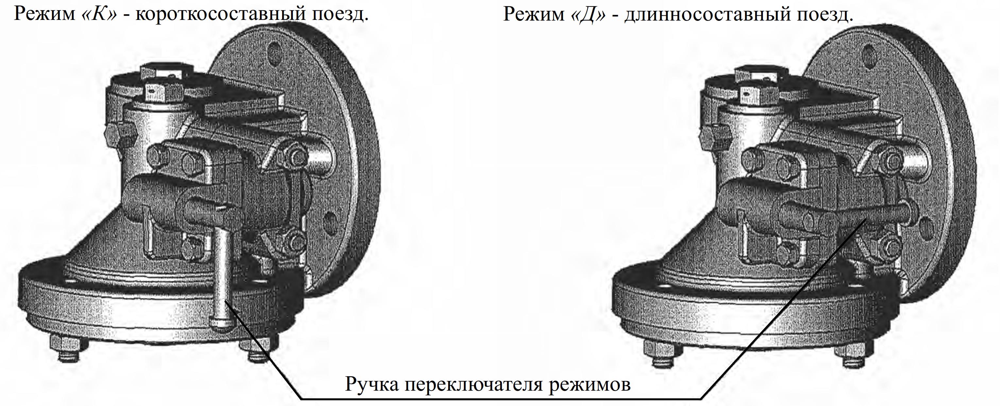 Режим «К» - короткосоставный поезд.
Режим «Д» - длинносоставный поезд.
Ручка переключателя режимов